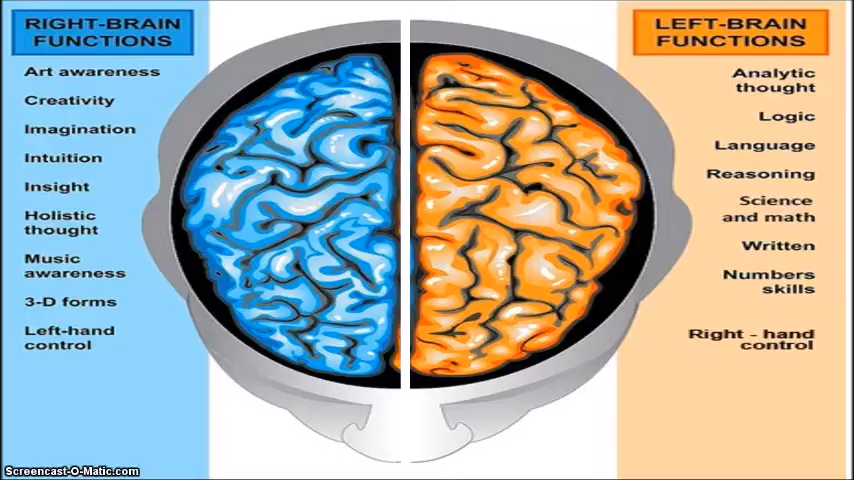 RIGHT-BRAIN
FUNCTIONS
Art awareness
Creativity
Imagination
Intuition
Insight
Holistic
thought
Music
awareness
3-D forms
Left-hand
control
LEFT-BRAIN
FUNCTIONS
Analytic
thought
Logic
Language
Reasoning
Science
and math
Written
Numbers
skills
Right - hand
control
Screencast-O-Matic.com